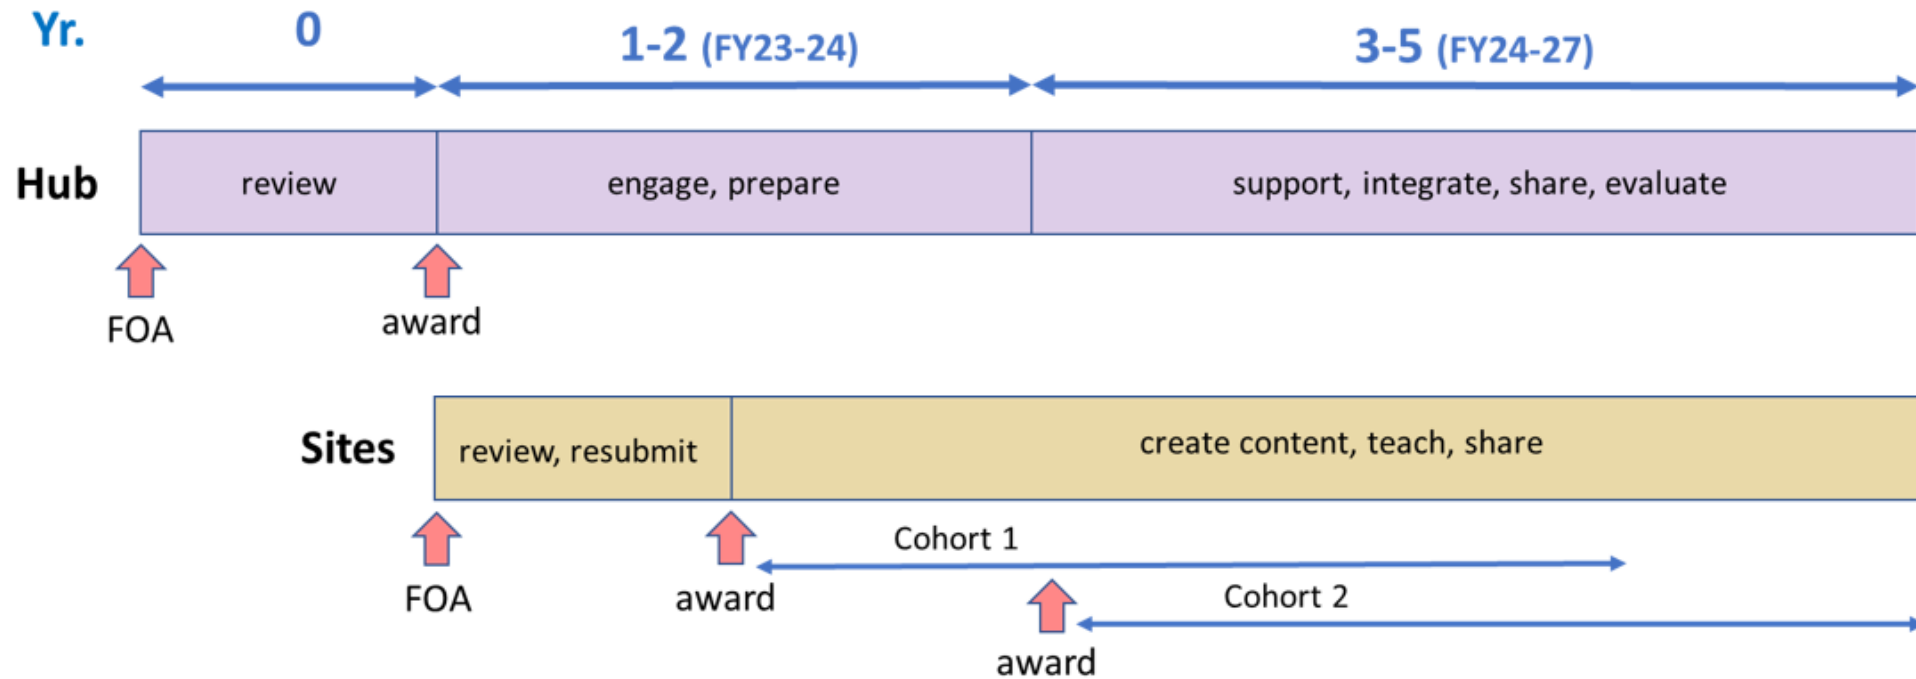 Yr. 0 1-2 (FY23-24) 3-5 (FY24-27)
Hub review engage, prepare support, integrate, share, evaluate
FOA award
Sites review, resubmit create content, teach, share
Cohort 1
FOA award Cohort 2
award